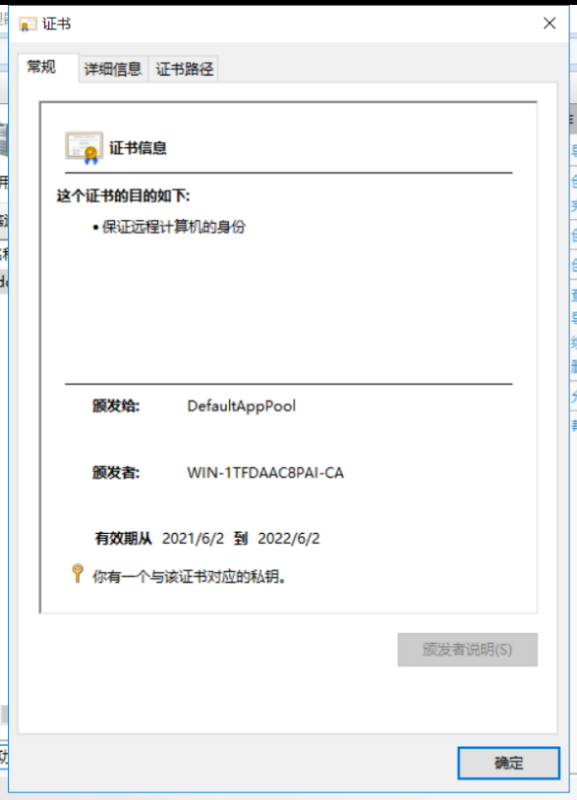 证书
常规 详细信息 证书路径
证书信息
这个证书的目的如下:
• 保证远程计算机的身份
颁发给: DefaultAppPool
颁发者: WIN-1TFDAAC8PAI-CA
有效期从 2021/6/2 到 2022/6/2
你有一个与该证书对应的私钥。
颁发者说明(S)
确定